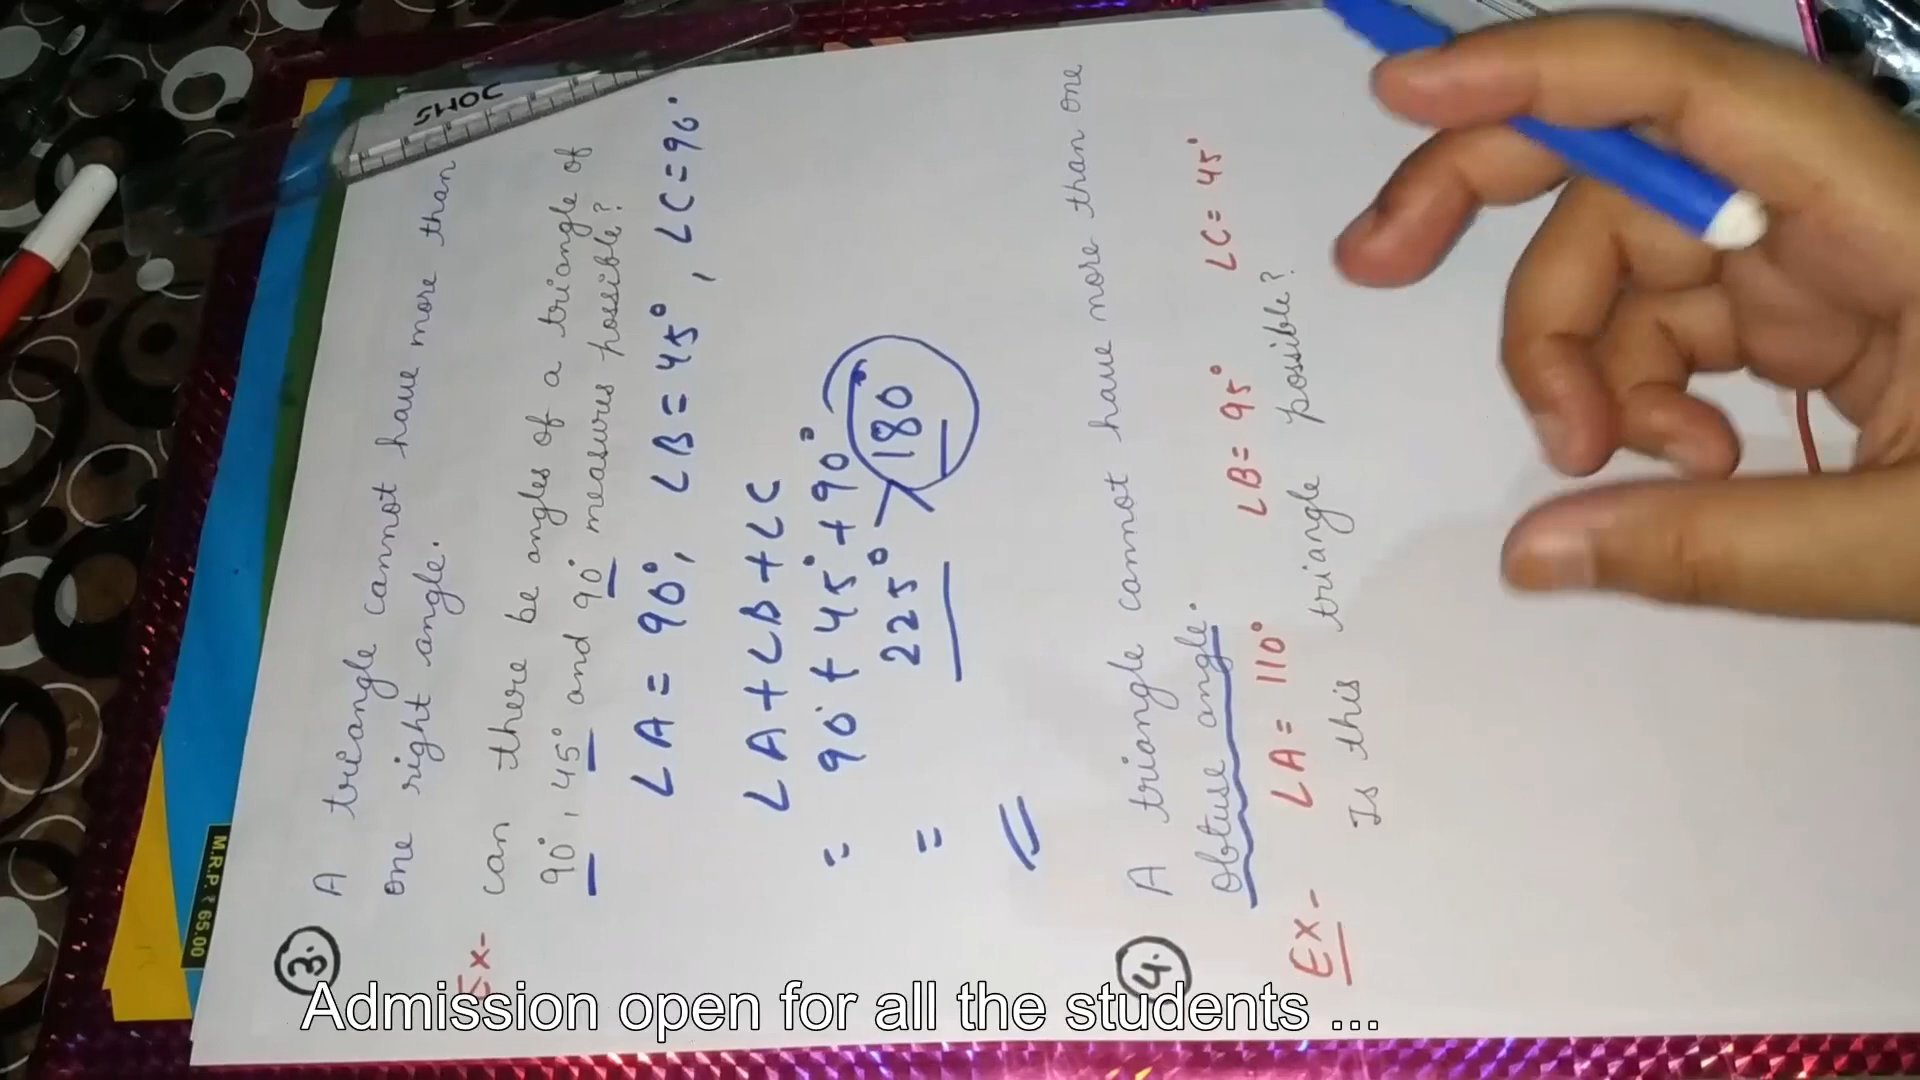 3. A triangle cannot have more than
one right angle.
Ex- can there be angles of a triangle of
90°, 45° and 90° measures possible?
∠A = 90°, ∠B = 45°, ∠C = 90°
∠A + ∠B + ∠C
= 90° + 45° + 90°
= 225° > 180°
4. A triangle cannot have more than one
obtuse angle.
Ex- ∠A = 110° ∠B = 95° ∠C = 45°
Is this triangle possible?
M.R.P. ₹ 65.00
JOMS
Admission open for all the students ...